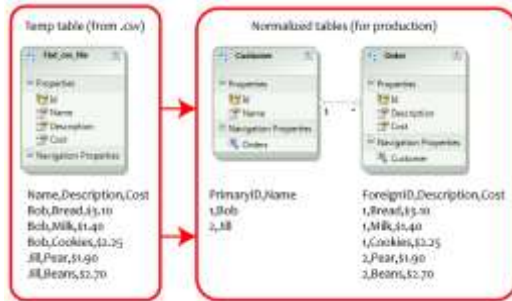 Temp table (from .csv)
Normalized tables (for production)
Flat_csv_file
Properties
Id
Name
Description
Cost
Navigation Properties
Customer
Properties
Id
Name
Navigation Properties
Orders
1
*
Order
Properties
Id
Description
Cost
Navigation Properties
Customer
Name,Description,Cost
Bob,Bread,$3.10
Bob,Milk,$1.40
Bob,Cookies,$2.25
Jill,Pear,$1.90
Jill,Beans,$2.70
PrimaryID,Name
1,Bob
2,Jill
ForeignID,Description,Cost
1,Bread,$3.10
1,Milk,$1.40
1,Cookies,$2.25
2,Pear,$1.90
2,Beans,$2.70